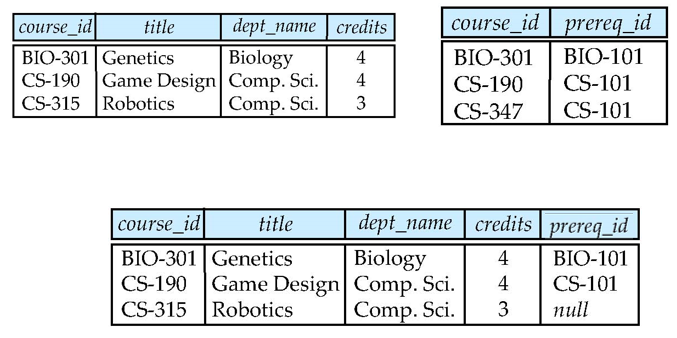 course_id title dept_name credits
BIO-301 Genetics Biology 4
CS-190 Game Design Comp. Sci. 4
CS-315 Robotics Comp. Sci. 3
course_id prereq_id
BIO-301 BIO-101
CS-190 CS-101
CS-347 CS-101
course_id title dept_name credits prereq_id
BIO-301 Genetics Biology 4 BIO-101
CS-190 Game Design Comp. Sci. 4 CS-101
CS-315 Robotics Comp. Sci. 3 null